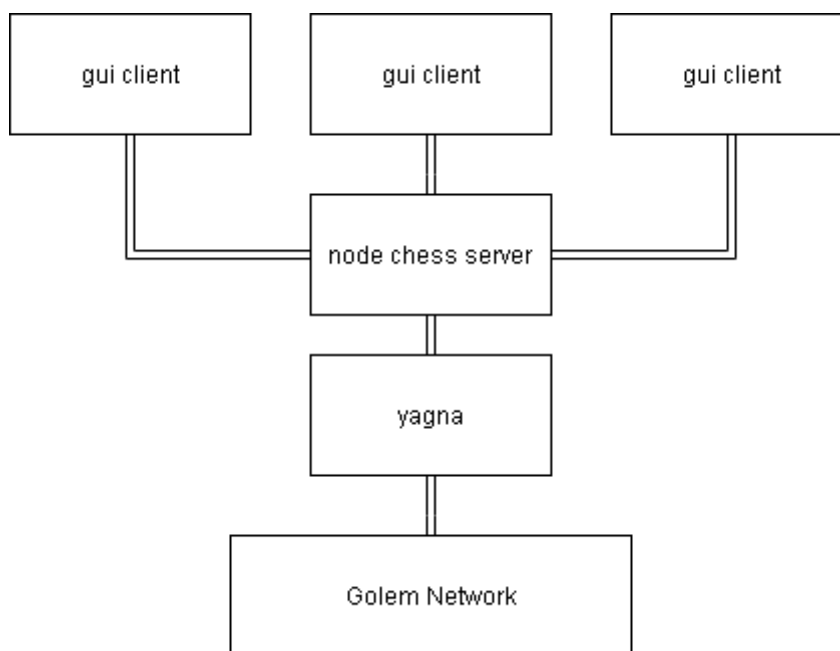 gui client
gui client
gui client
node chess server
yagna
Golem Network